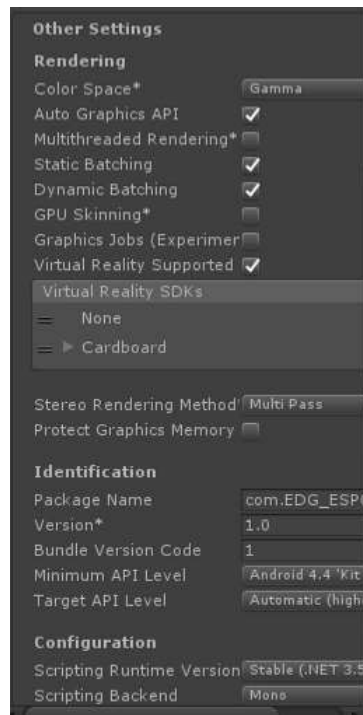 Other Settings
Rendering
Color Space* Gamma
Auto Graphics API
Multithreaded Rendering*
Static Batching
Dynamic Batching
GPU Skinning*
Graphics Jobs (Experimer
Virtual Reality Supported
Virtual Reality SDKs
None
Cardboard
Stereo Rendering Method* Multi Pass
Protect Graphics Memory
Identification
Package Name com.EDG_ESP
Version* 1.0
Bundle Version Code 1
Minimum API Level Android 4.4 'Kit
Target API Level Automatic (high
Configuration
Scripting Runtime Version Stable (.NET 3.5
Scripting Backend Mono